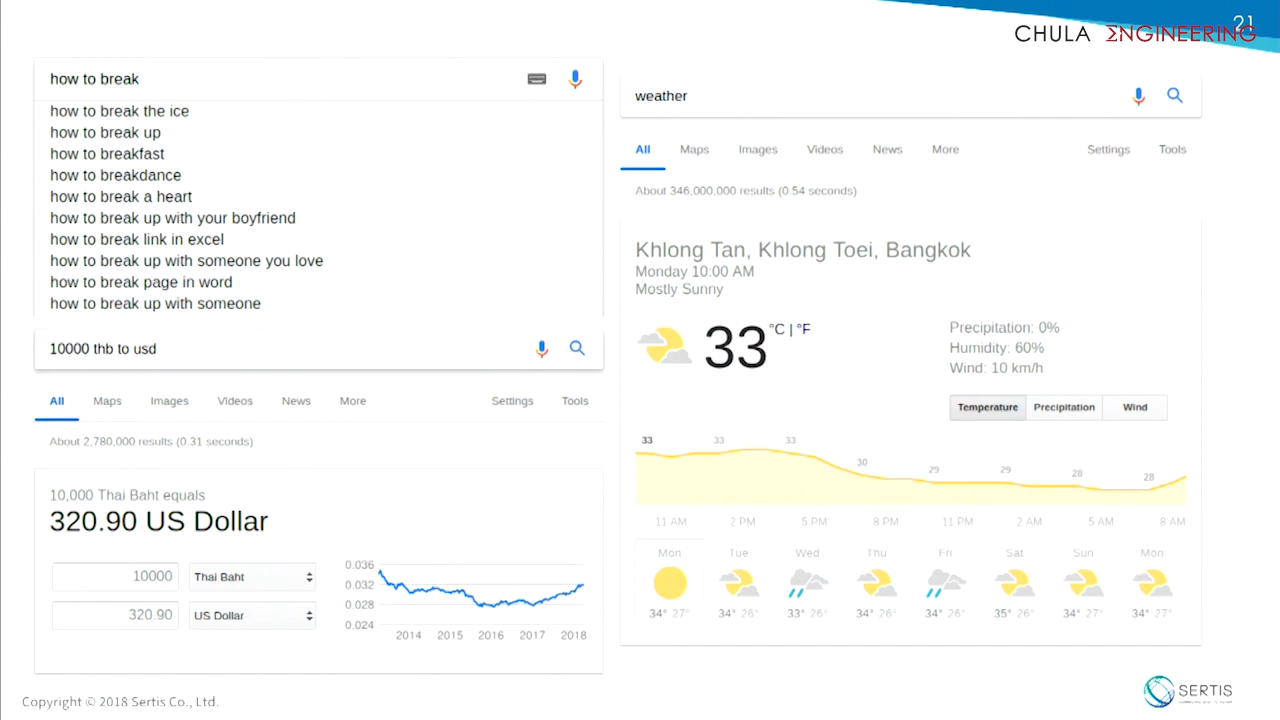 21
CHULA ΣNGINEERING
how to break
how to break the ice
how to break up
how to breakfast
how to breakdance
how to break a heart
how to break up with your boyfriend
how to break link in excel
how to break up with someone you love
how to break page in word
how to break up with someone
10000 thb to usd
All Maps Images Videos News More Settings Tools
About 2,780,000 results (0.31 seconds)
10,000 Thai Baht equals
320.90 US Dollar
10000 Thai Baht
320.90 US Dollar
0.036
0.032
0.028
0.024
2014 2015 2016 2017 2018
weather
All Maps Images Videos News More Settings Tools
About 346,000,000 results (0.54 seconds)
Khlong Tan, Khlong Toei, Bangkok
Monday 10:00 AM
Mostly Sunny
33 °C | °F
Precipitation: 0%
Humidity: 60%
Wind: 10 km/h
Temperature Precipitation Wind
33 33 33 30 29 29 28 28
11 AM 2 PM 5 PM 8 PM 11 PM 2 AM 5 AM 8 AM
Mon Tue Wed Thu Fri Sat Sun Mon
34° 27° 34° 26° 33° 26° 34° 26° 34° 26° 35° 26° 34° 27° 34° 27°
Copyright © 2018 Sertis Co., Ltd.
SERTIS